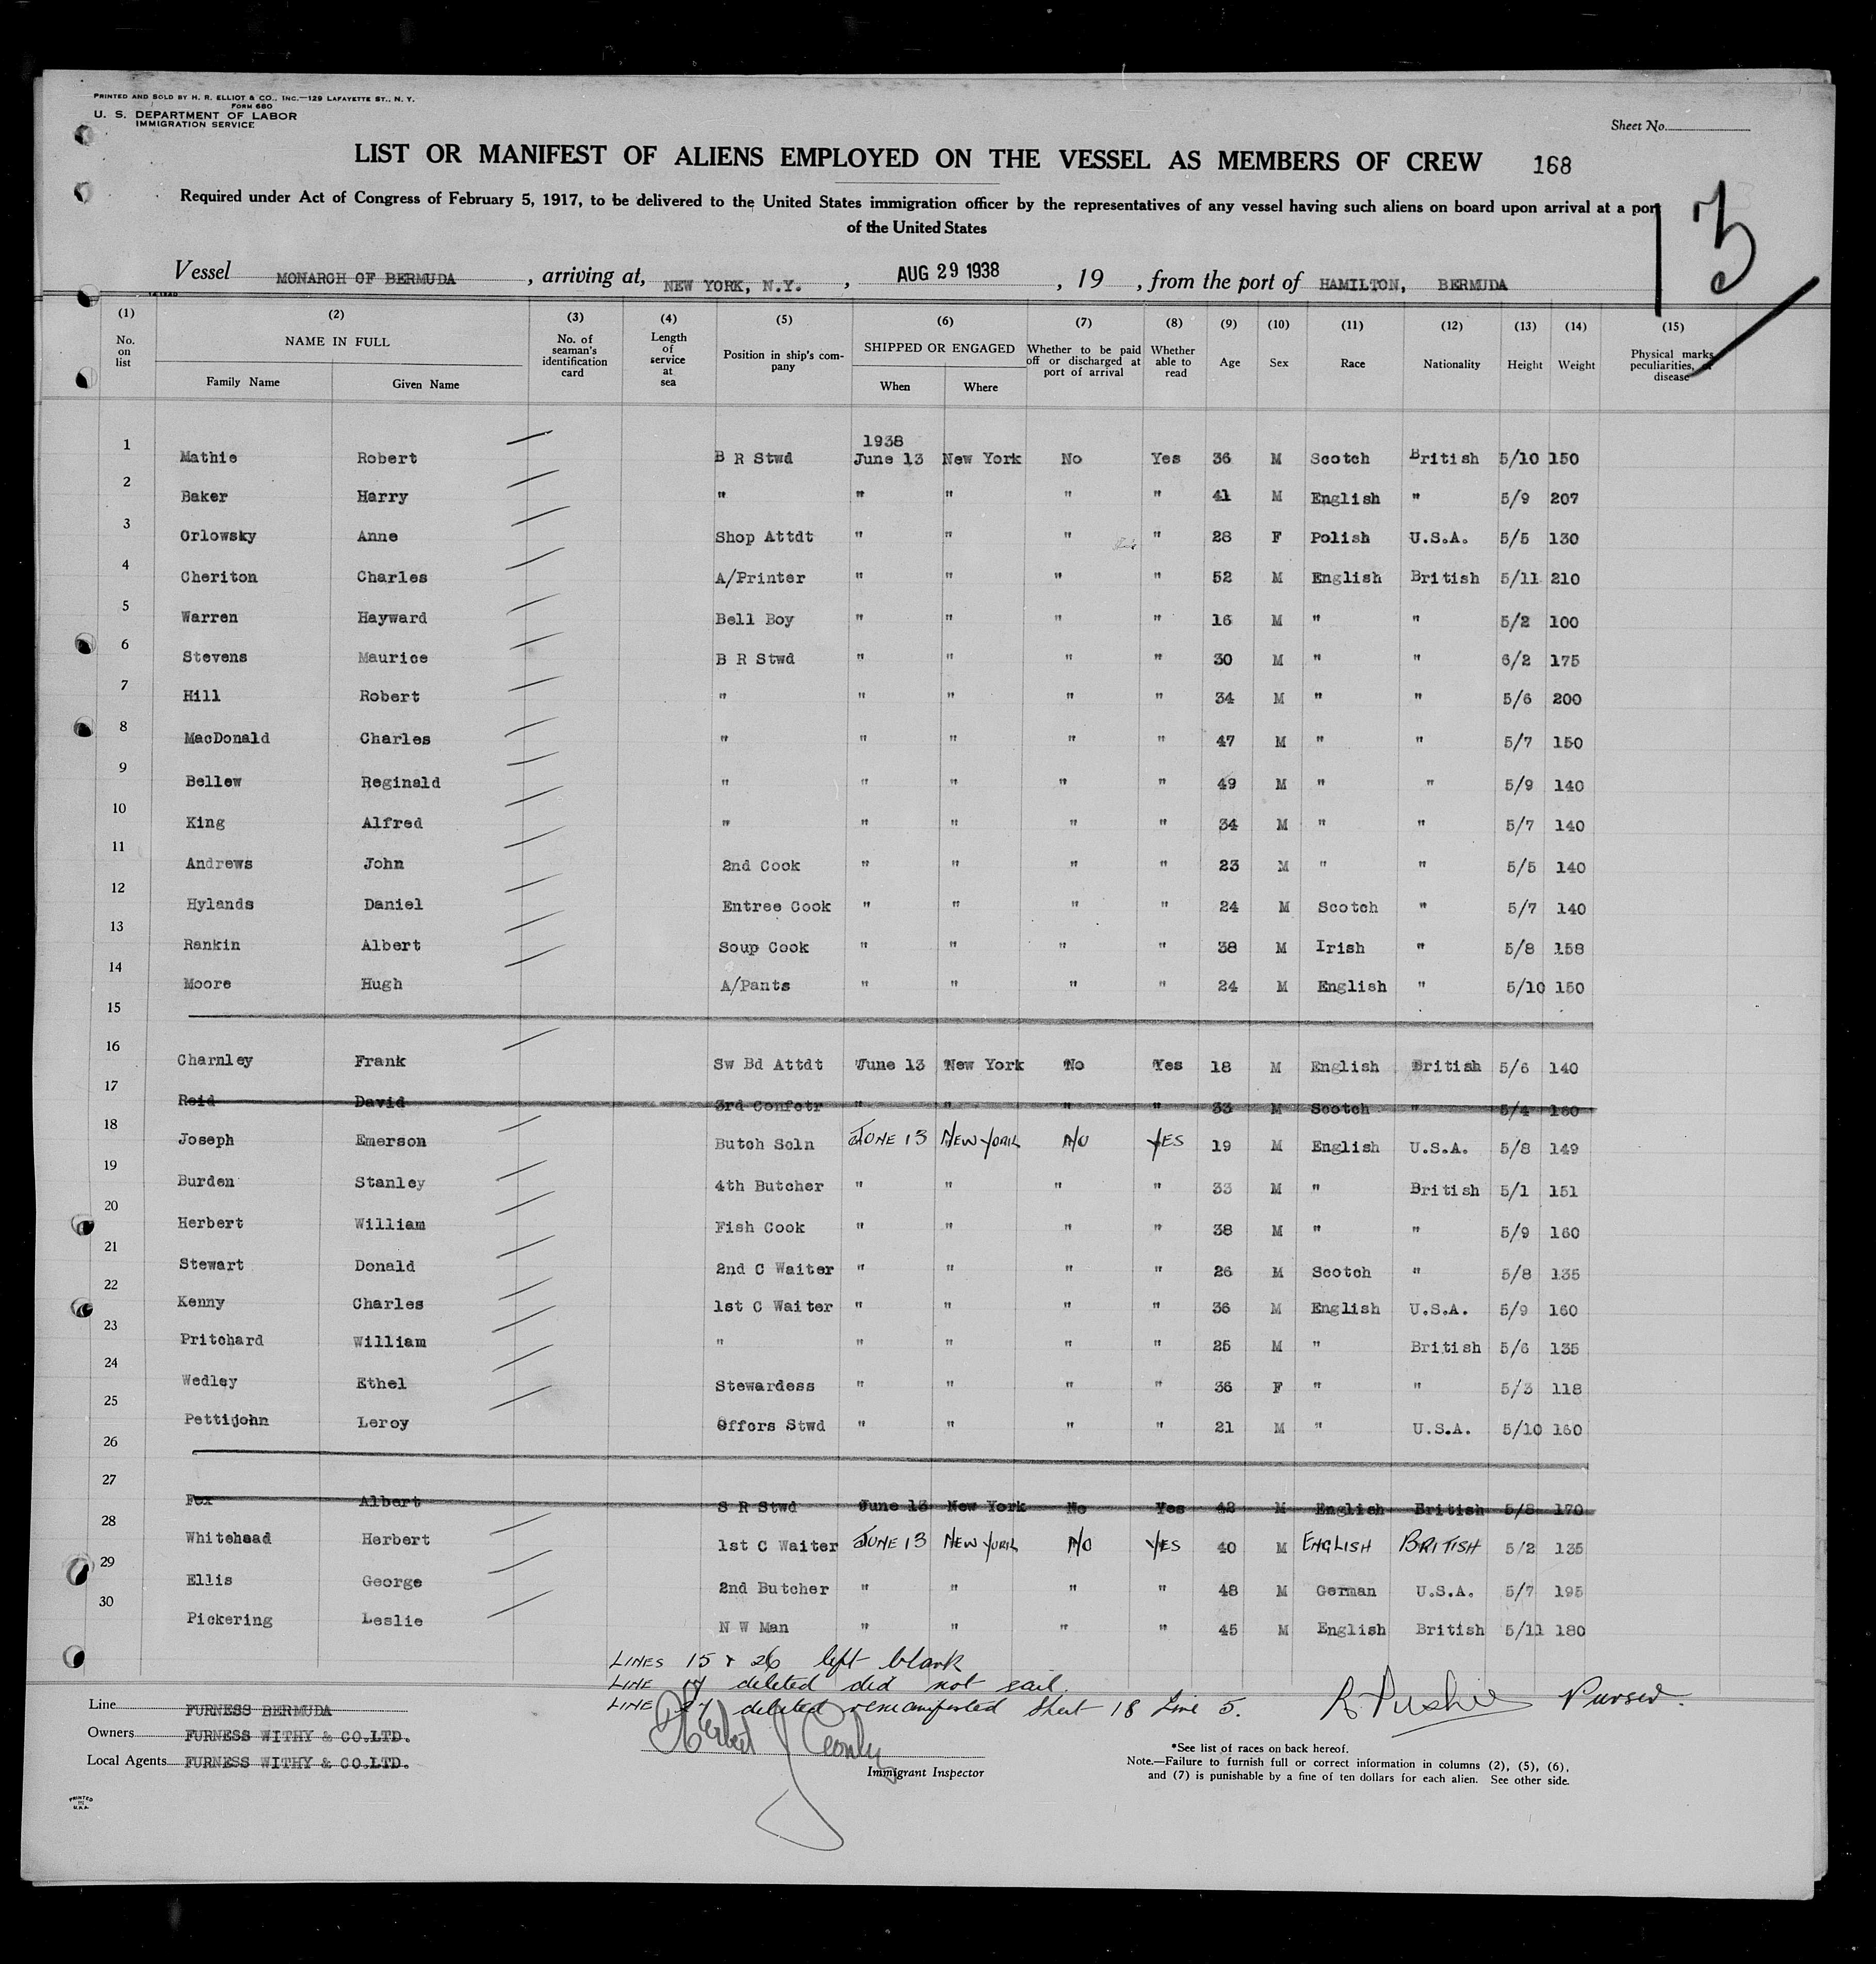 PRINTED AND SOLD BY H. R. ELLIOT & CO., INC.—129 LAFAYETTE ST., N. Y.
FORM 680
U. S. DEPARTMENT OF LABOR
IMMIGRATION SERVICE
Sheet No.
LIST OR MANIFEST OF ALIENS EMPLOYED ON THE VESSEL AS MEMBERS OF CREW 168
Required under Act of Congress of February 5, 1917, to be delivered to the United States immigration officer by the representatives of any vessel having such aliens on board upon arrival at a port
of the United States
3
Vessel MONARCH OF BERMUDA, arriving at, NEW YORK, N.Y., AUG 29 1938, 19 , from the port of HAMILTON, BERMUDA
(1) (2) (3) (4) (5) (6) (7) (8) (9) (10) (11) (12) (13) (14) (15)
No. on list NAME IN FULL Family Name Given Name No. of seaman's identification card Length of service at sea Position in ship's company SHIPPED OR ENGAGED When Where Whether to be paid off or discharged at port of arrival Whether able to read Age Sex Race Nationality Height Weight Physical marks, peculiarities, or disease
1938
1 Mathie Robert B R Stwd June 13 New York No Yes 36 M Scotch British 5/10 150
2 Baker Harry " " " " " 41 M English " 5/9 207
3 Orlowsky Anne Shop Attdt " " " " 28 F Polish U.S.A. 5/5 130
4 Cheriton Charles A/Printer " " " " 52 M English British 5/11 210
5 Warren Hayward Bell Boy " " " " 16 M " " 5/2 100
6 Stevens Maurice B R Stwd " " " " 30 M " " 6/2 175
7 Hill Robert " " " " " 34 M " " 5/6 200
8 MacDonald Charles " " " " " 47 M " " 5/7 150
9 Bellew Reginald " " " " " 49 M " " 5/9 140
10 King Alfred " " " " " 34 M " " 5/7 140
11 Andrews John 2nd Cook " " " " 23 M " " 5/5 140
12 Hylands Daniel Entree Cook " " " " 24 M Scotch " 5/7 140
13 Rankin Albert Soup Cook " " " " 38 M Irish " 5/8 158
14 Moore Hugh A/Pants " " " " 24 M English " 5/10 150
15
16 Charnley Frank Sw Bd Attdt June 13 New York No Yes 18 M English British 5/6 140
17 Reid David 3rd Confctr " " " " 33 M Scotch " 5/4 160
18 Joseph Emerson Butch Scln JUNE 13 NEW YORK NO YES 19 M English U.S.A. 5/8 149
19 Burden Stanley 4th Butcher " " " " 33 M " British 5/1 151
20 Herbert William Fish Cook " " " " 38 M " " 5/9 160
21 Stewart Donald 2nd C Waiter " " " " 26 M Scotch " 5/8 135
22 Kenny Charles 1st C Waiter " " " " 36 M English U.S.A. 5/9 160
23 Pritchard William " " " " " 25 M " British 5/6 135
24 Wedley Ethel Stewardess " " " " 36 F " " 5/3 118
25 Pettijohn Leroy Offcrs Stwd " " " " 21 M " U.S.A. 5/10 160
26
27 Fox Albert S R Stwd June 13 New York No Yes 42 M English British 5/8 170
28 Whitehead Herbert 1st C Waiter JUNE 13 NEW YORK NO YES 40 M ENGLISH BRITISH 5/2 135
29 Ellis George 2nd Butcher " " " " 48 M German U.S.A. 5/7 195
30 Pickering Leslie N W Man " " " " 45 M English British 5/11 180
LINES 15 & 26 left blank
LINE 17 deleted did not sail.
LINE 27 deleted remanifested Sheet 18 Line 5.
Purser.
Line FURNESS BERMUDA
Owners FURNESS WITHY & CO.LTD.
Local Agents FURNESS WITHY & CO.LTD.
Immigrant Inspector
*See list of races on back hereof.
Note.—Failure to furnish full or correct information in columns (2), (5), (6),
and (7) is punishable by a fine of ten dollars for each alien. See other side.
PRINTED
IN
U.S.A.